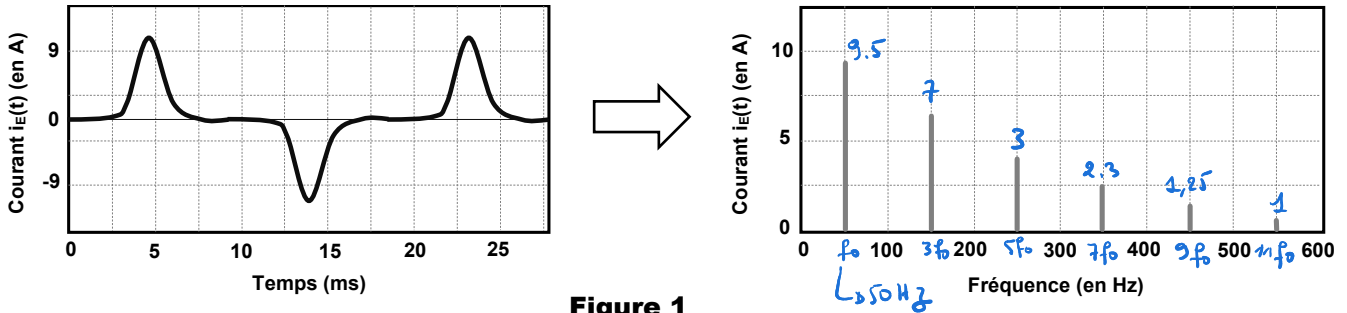 Courant iE(t) (en A)
9
0
-9
0 5 10 15 20 25
Temps (ms)
Courant iE(t) (en A)
10
5
0
9.5
7
3
2.3
1,25
1
0 100 200 300 400 500 600
f0 3f0 5f0 7f0 9f0 11f0
↳50Hz
Fréquence (en Hz)
Figure 1